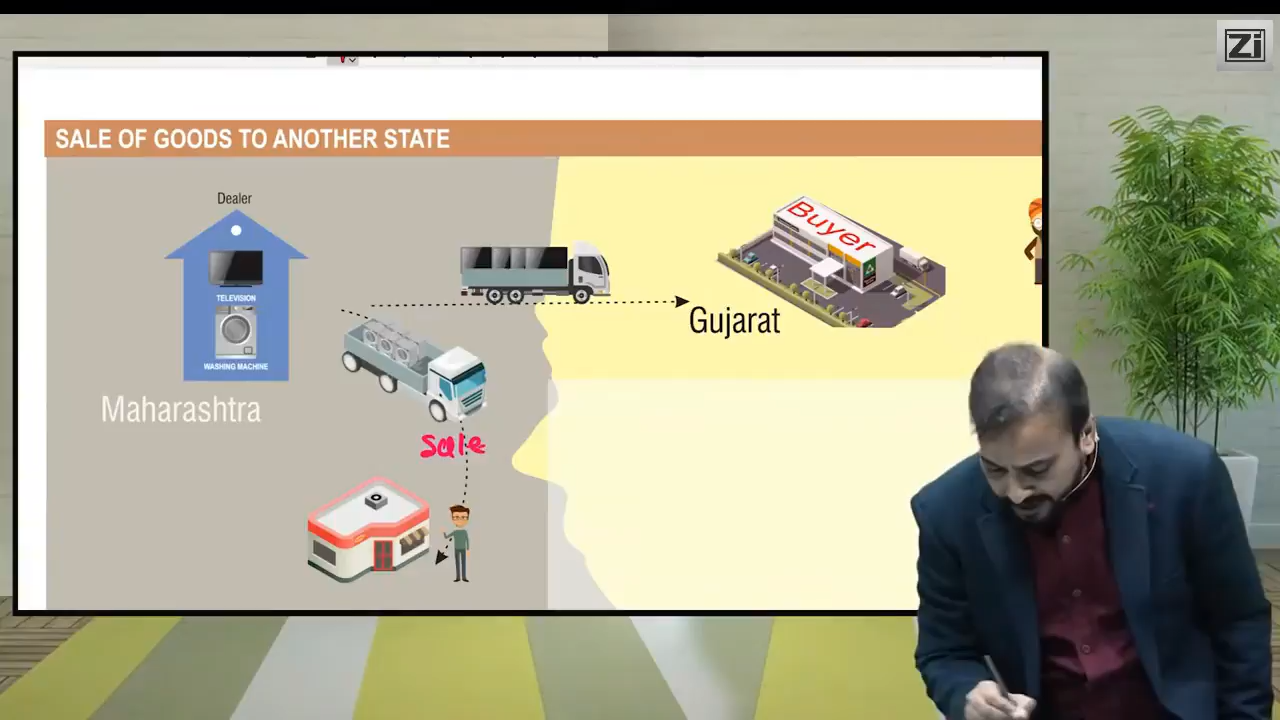 Zi
SALE OF GOODS TO ANOTHER STATE
Dealer
TELEVISION
WASHING MACHINE
Maharashtra
Buyer
Gujarat
Sale